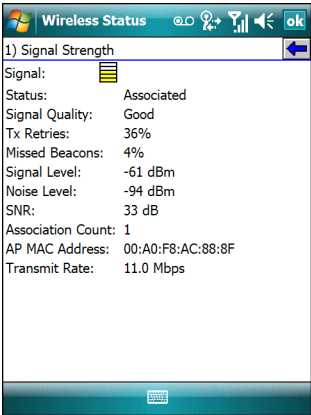 Wireless Status ok
1) Signal Strength
Signal:
Status: Associated
Signal Quality: Good
Tx Retries: 36%
Missed Beacons: 4%
Signal Level: -61 dBm
Noise Level: -94 dBm
SNR: 33 dB
Association Count: 1
AP MAC Address: 00:A0:F8:AC:88:8F
Transmit Rate: 11.0 Mbps